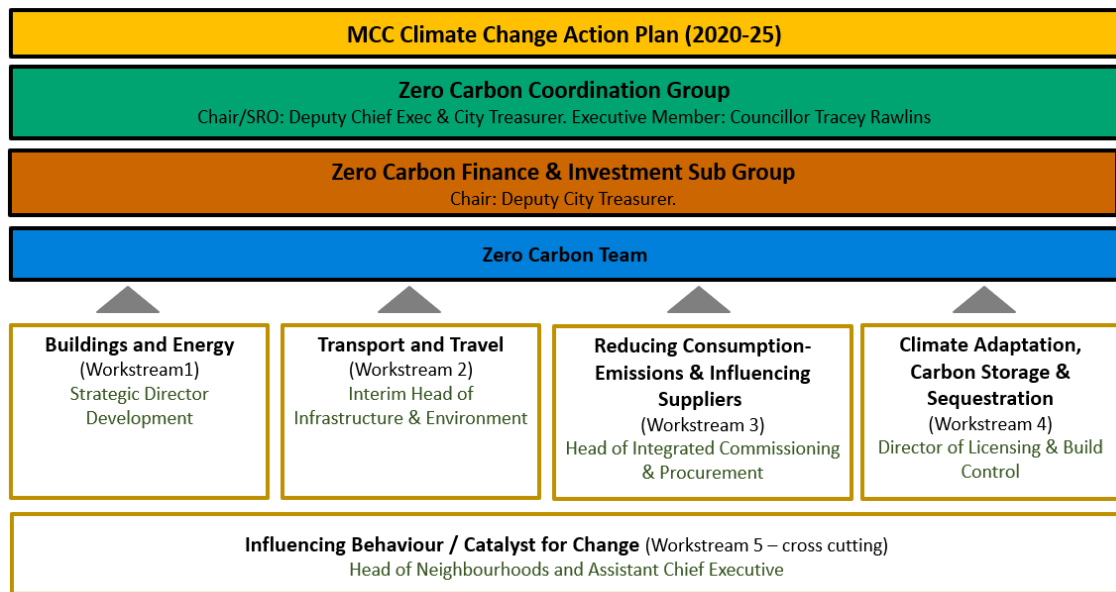 MCC Climate Change Action Plan (2020-25)
Zero Carbon Coordination Group
Chair/SRO: Deputy Chief Exec & City Treasurer. Executive Member: Councillor Tracey Rawlins
Zero Carbon Finance & Investment Sub Group
Chair: Deputy City Treasurer.
Zero Carbon Team
Buildings and Energy
(Workstream1)
Strategic Director
Development
Transport and Travel
(Workstream 2)
Interim Head of
Infrastructure & Environment
Reducing Consumption-
Emissions & Influencing
Suppliers
(Workstream 3)
Head of Integrated Commissioning
& Procurement
Climate Adaptation,
Carbon Storage &
Sequestration
(Workstream 4)
Director of Licensing & Build
Control
Influencing Behaviour / Catalyst for Change (Workstream 5 – cross cutting)
Head of Neighbourhoods and Assistant Chief Executive